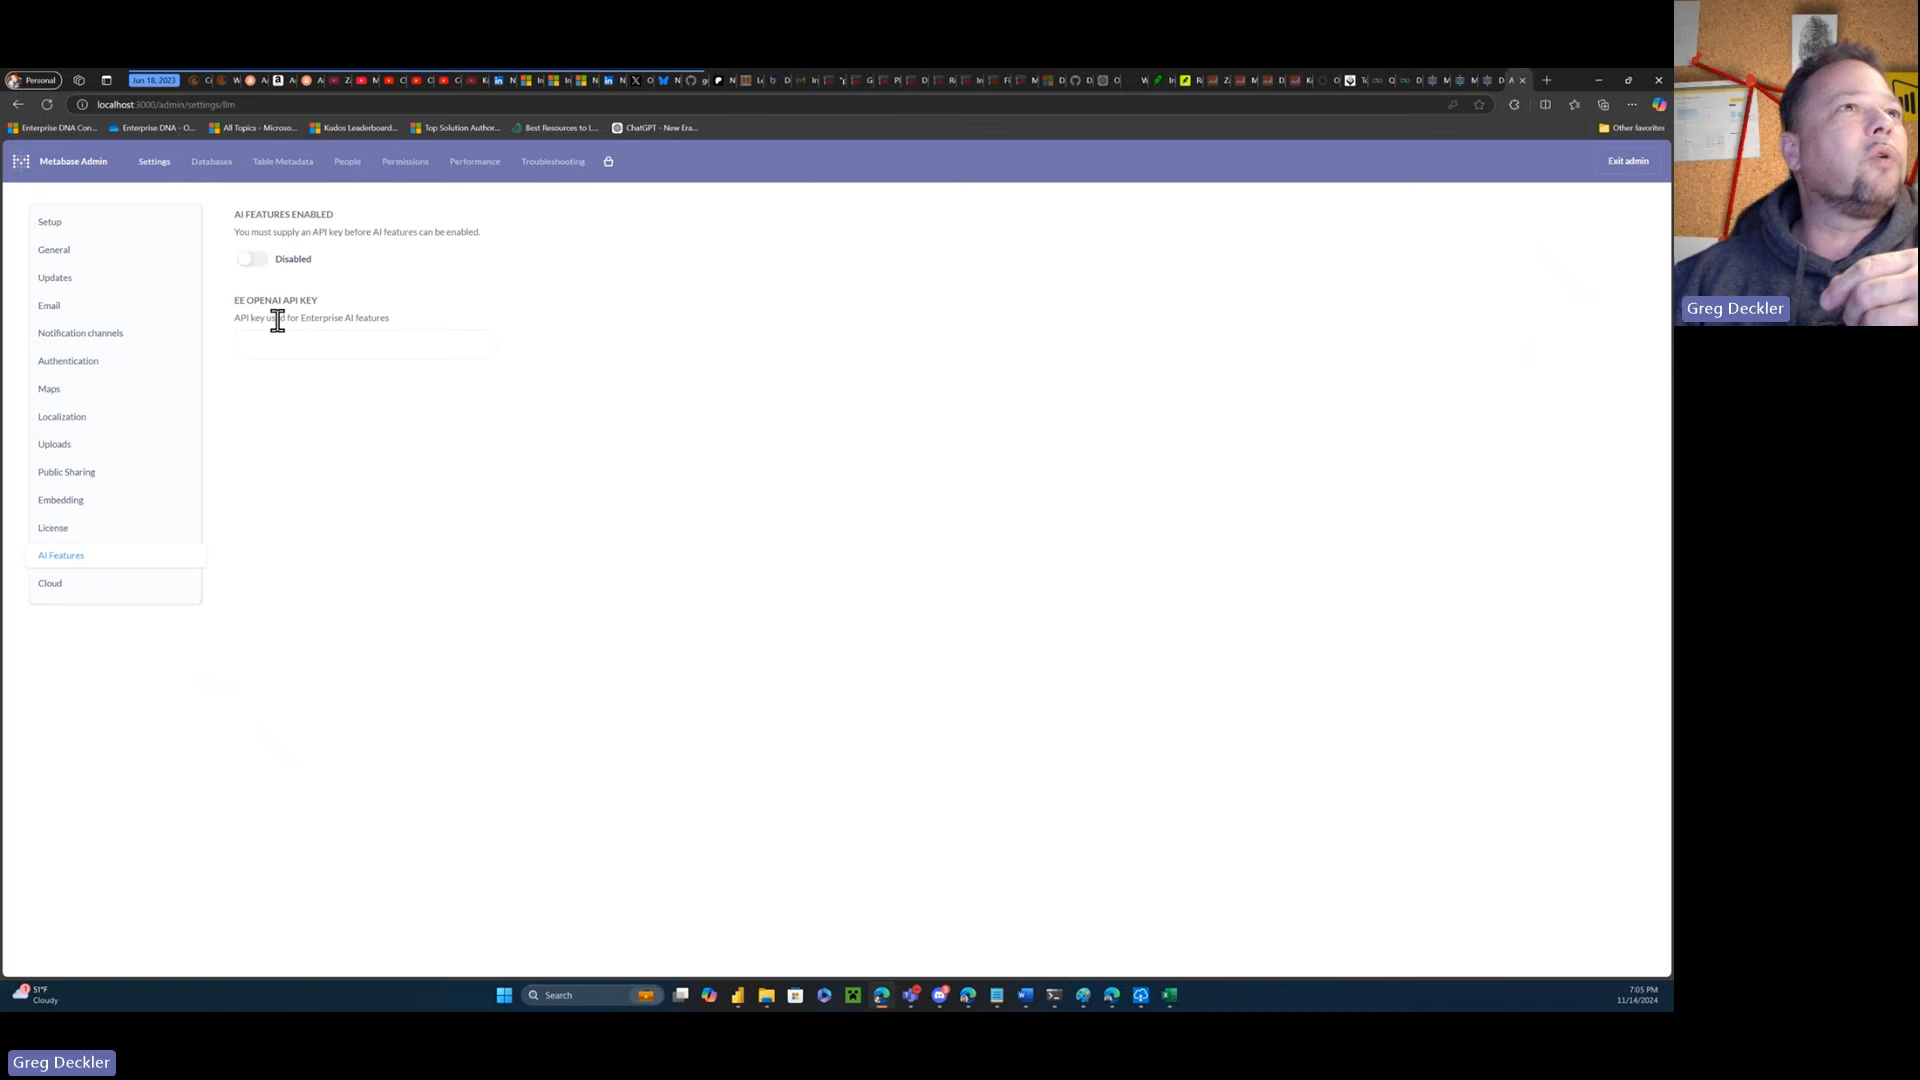 Personal
Jun 18, 2023
localhost:3000/admin/settings/llm
Enterprise DNA Con...
Enterprise DNA - O...
All Topics - Microso...
Kudos Leaderboard...
Top Solution Author...
Best Resources to L...
ChatGPT - New Era...
Other favorites
Metabase Admin
Settings
Databases
Table Metadata
People
Permissions
Performance
Troubleshooting
Exit admin
Setup
General
Updates
Email
Notification channels
Authentication
Maps
Localization
Uploads
Public Sharing
Embedding
License
AI Features
Cloud
AI FEATURES ENABLED
You must supply an API key before AI features can be enabled.
Disabled
EE OPENAI API KEY
API key used for Enterprise AI features
Greg Deckler
51°F
Cloudy
Search
7:05 PM
11/14/2024
Greg Deckler